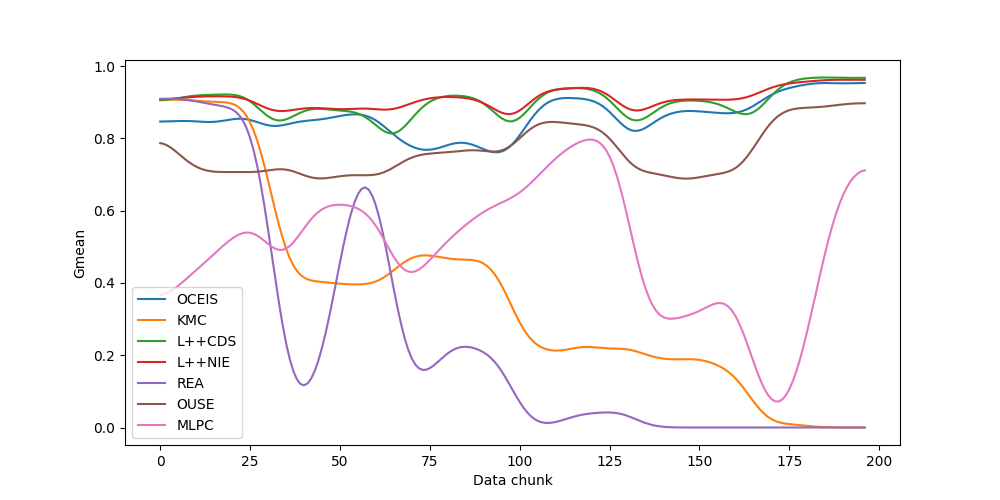 1.0
0.8
0.6
0.4
0.2
0.0
Gmean
OCEIS
KMC
L++CDS
L++NIE
REA
OUSE
MLPC
0 25 50 75 100 125 150 175 200
Data chunk